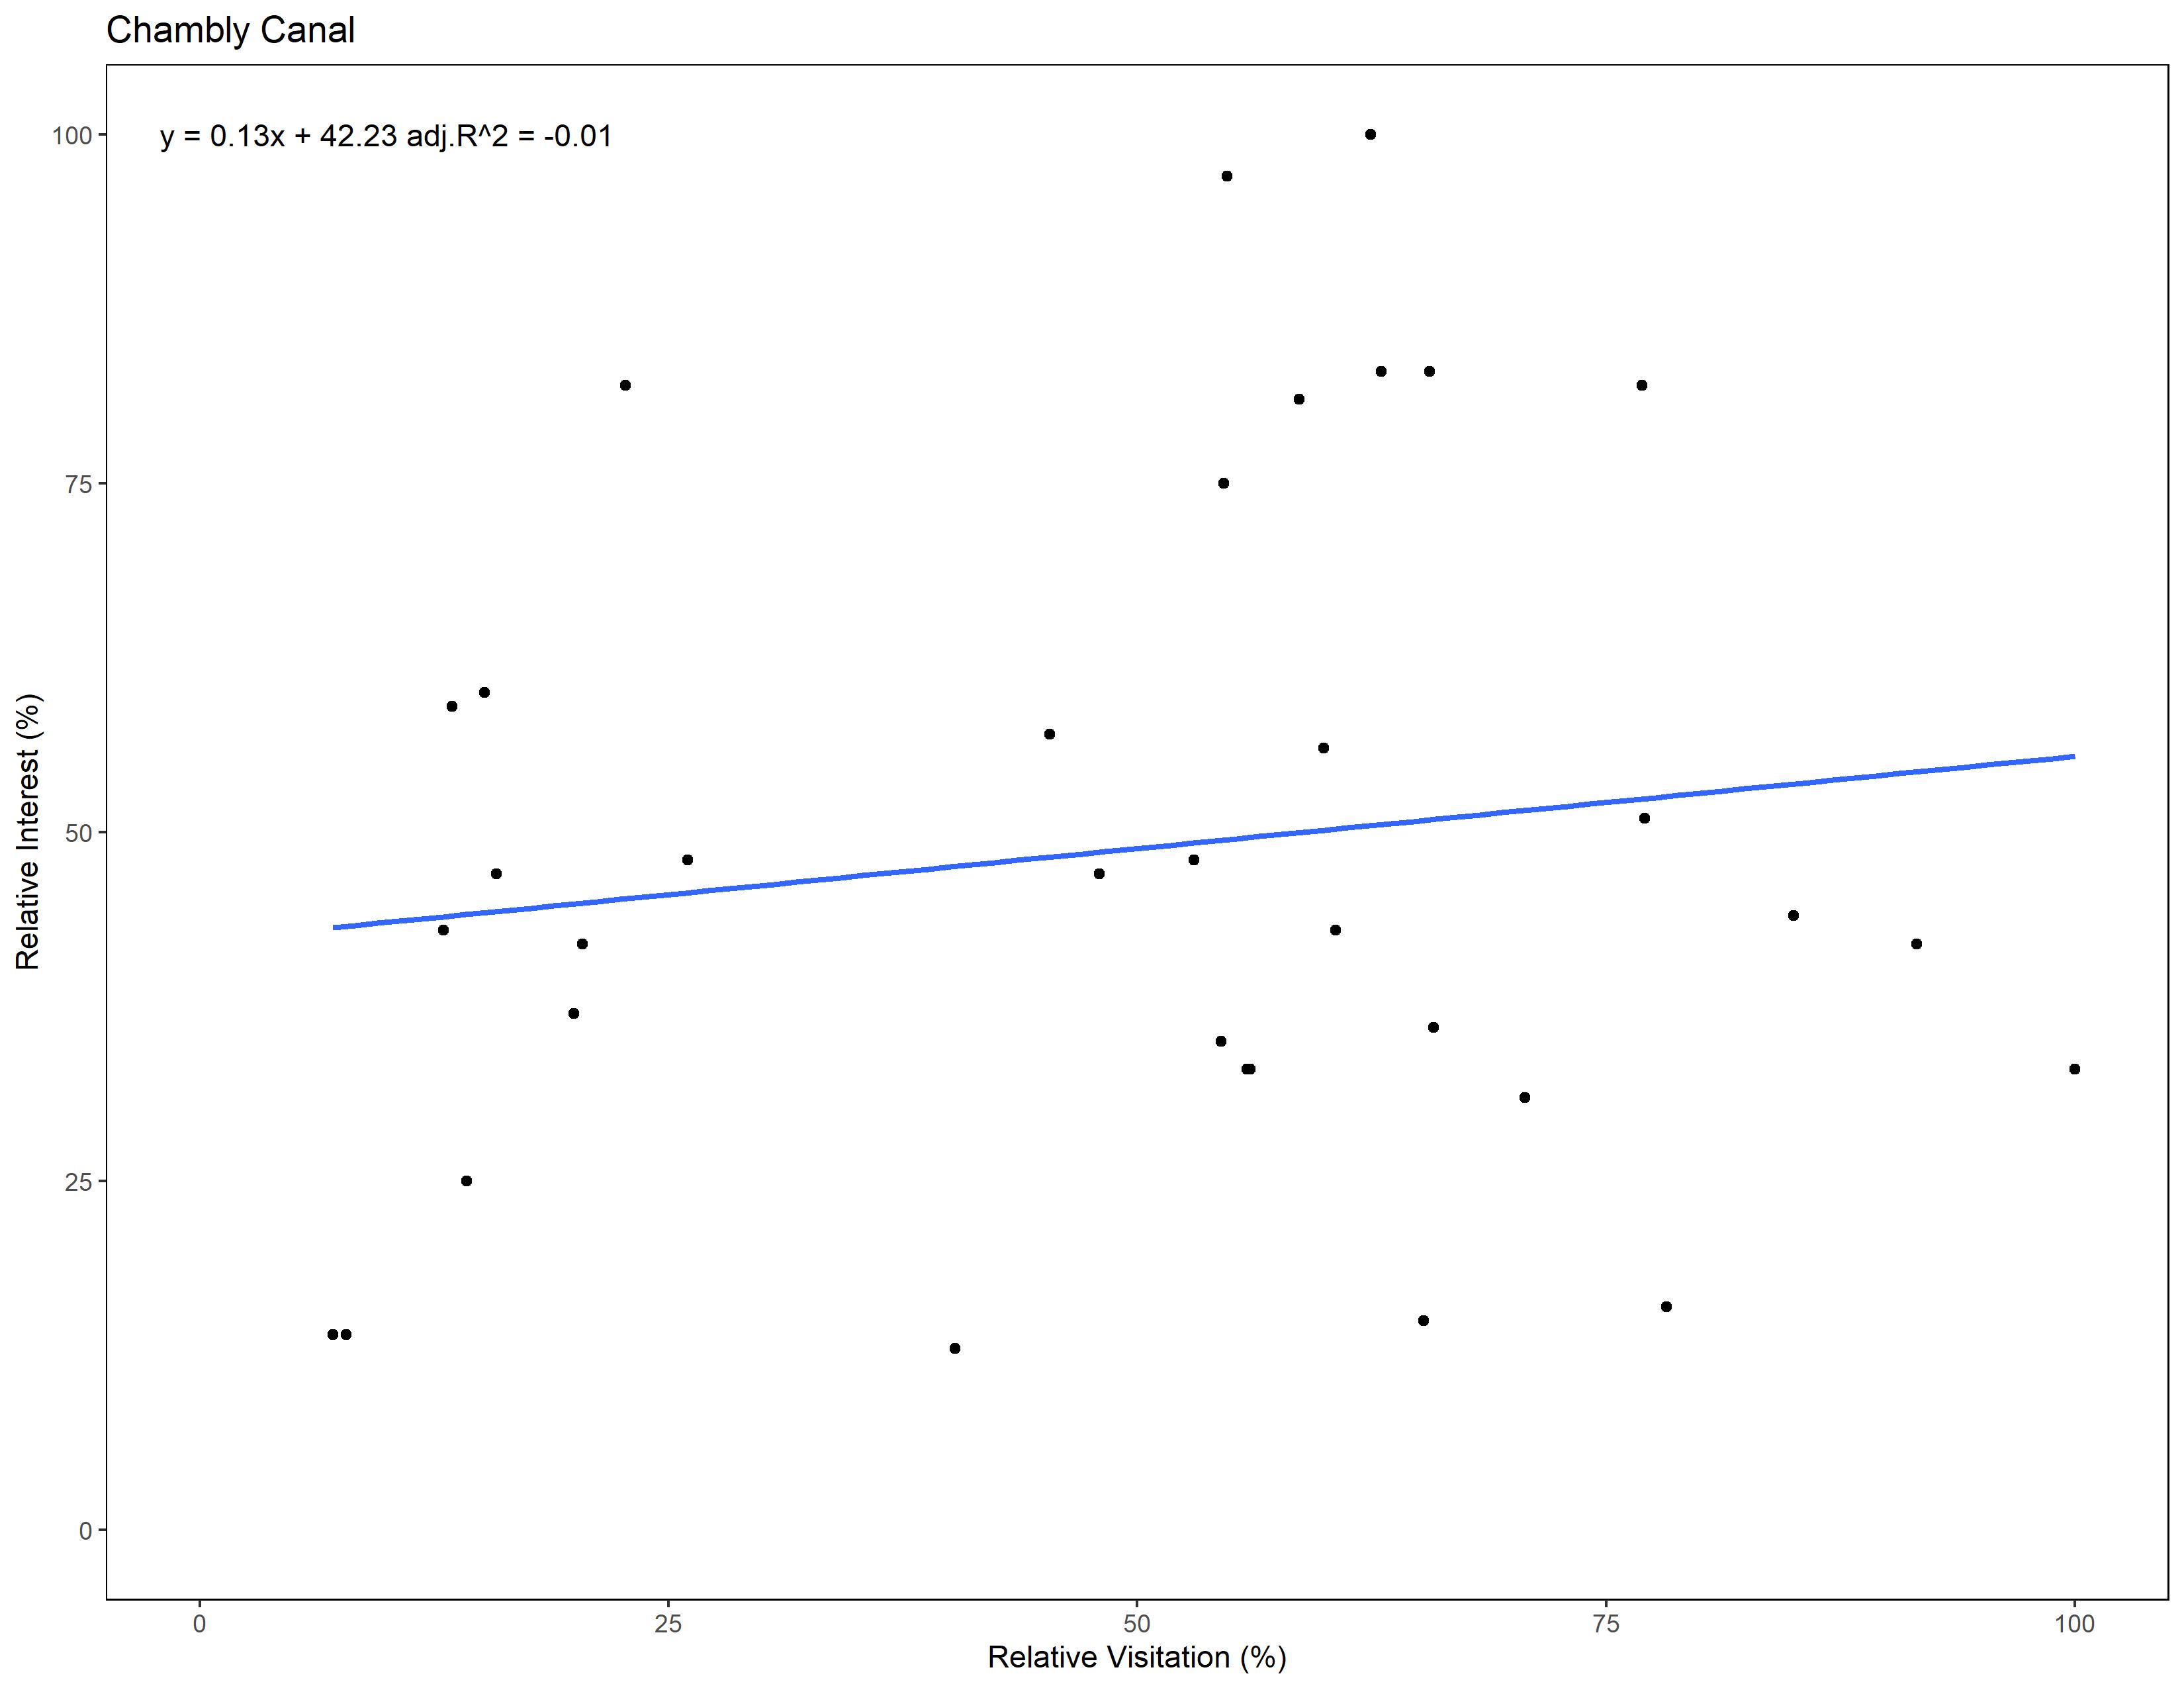 Chambly Canal
y = 0.13x + 42.23 adj.R^2 = -0.01
100
75
50
25
0
Relative Interest (%)
0 25 50 75 100
Relative Visitation (%)